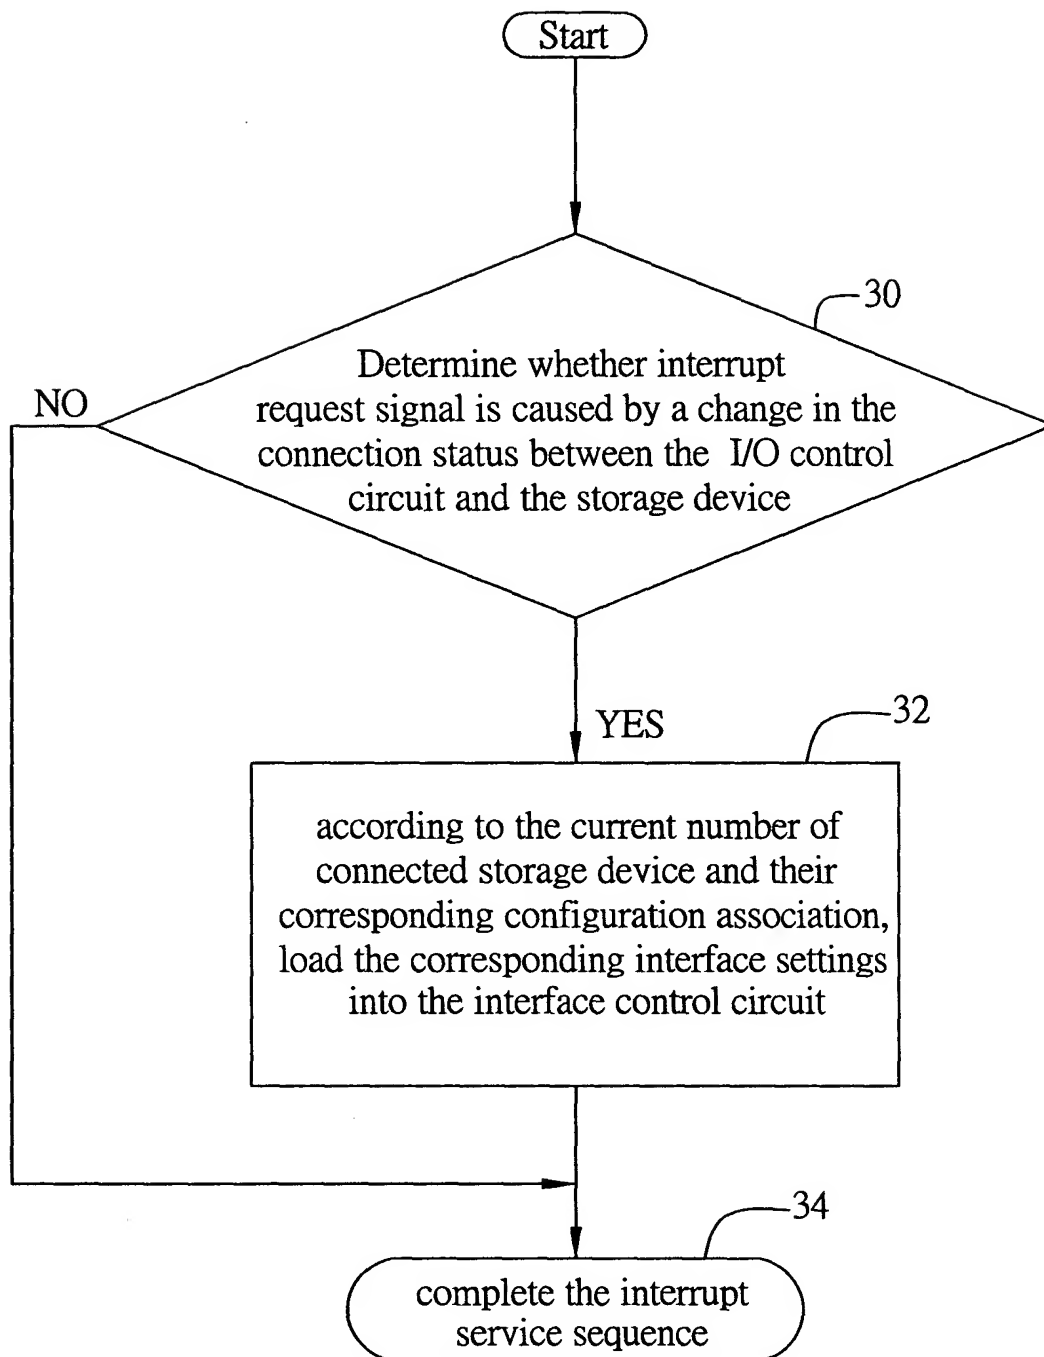 Start
30
Determine whether interrupt
request signal is caused by a change in the
connection status between the I/O control
circuit and the storage device
NO
YES
32
according to the current number of
connected storage device and their
corresponding configuration association,
load the corresponding interface settings
into the interface control circuit
34
complete the interrupt
service sequence